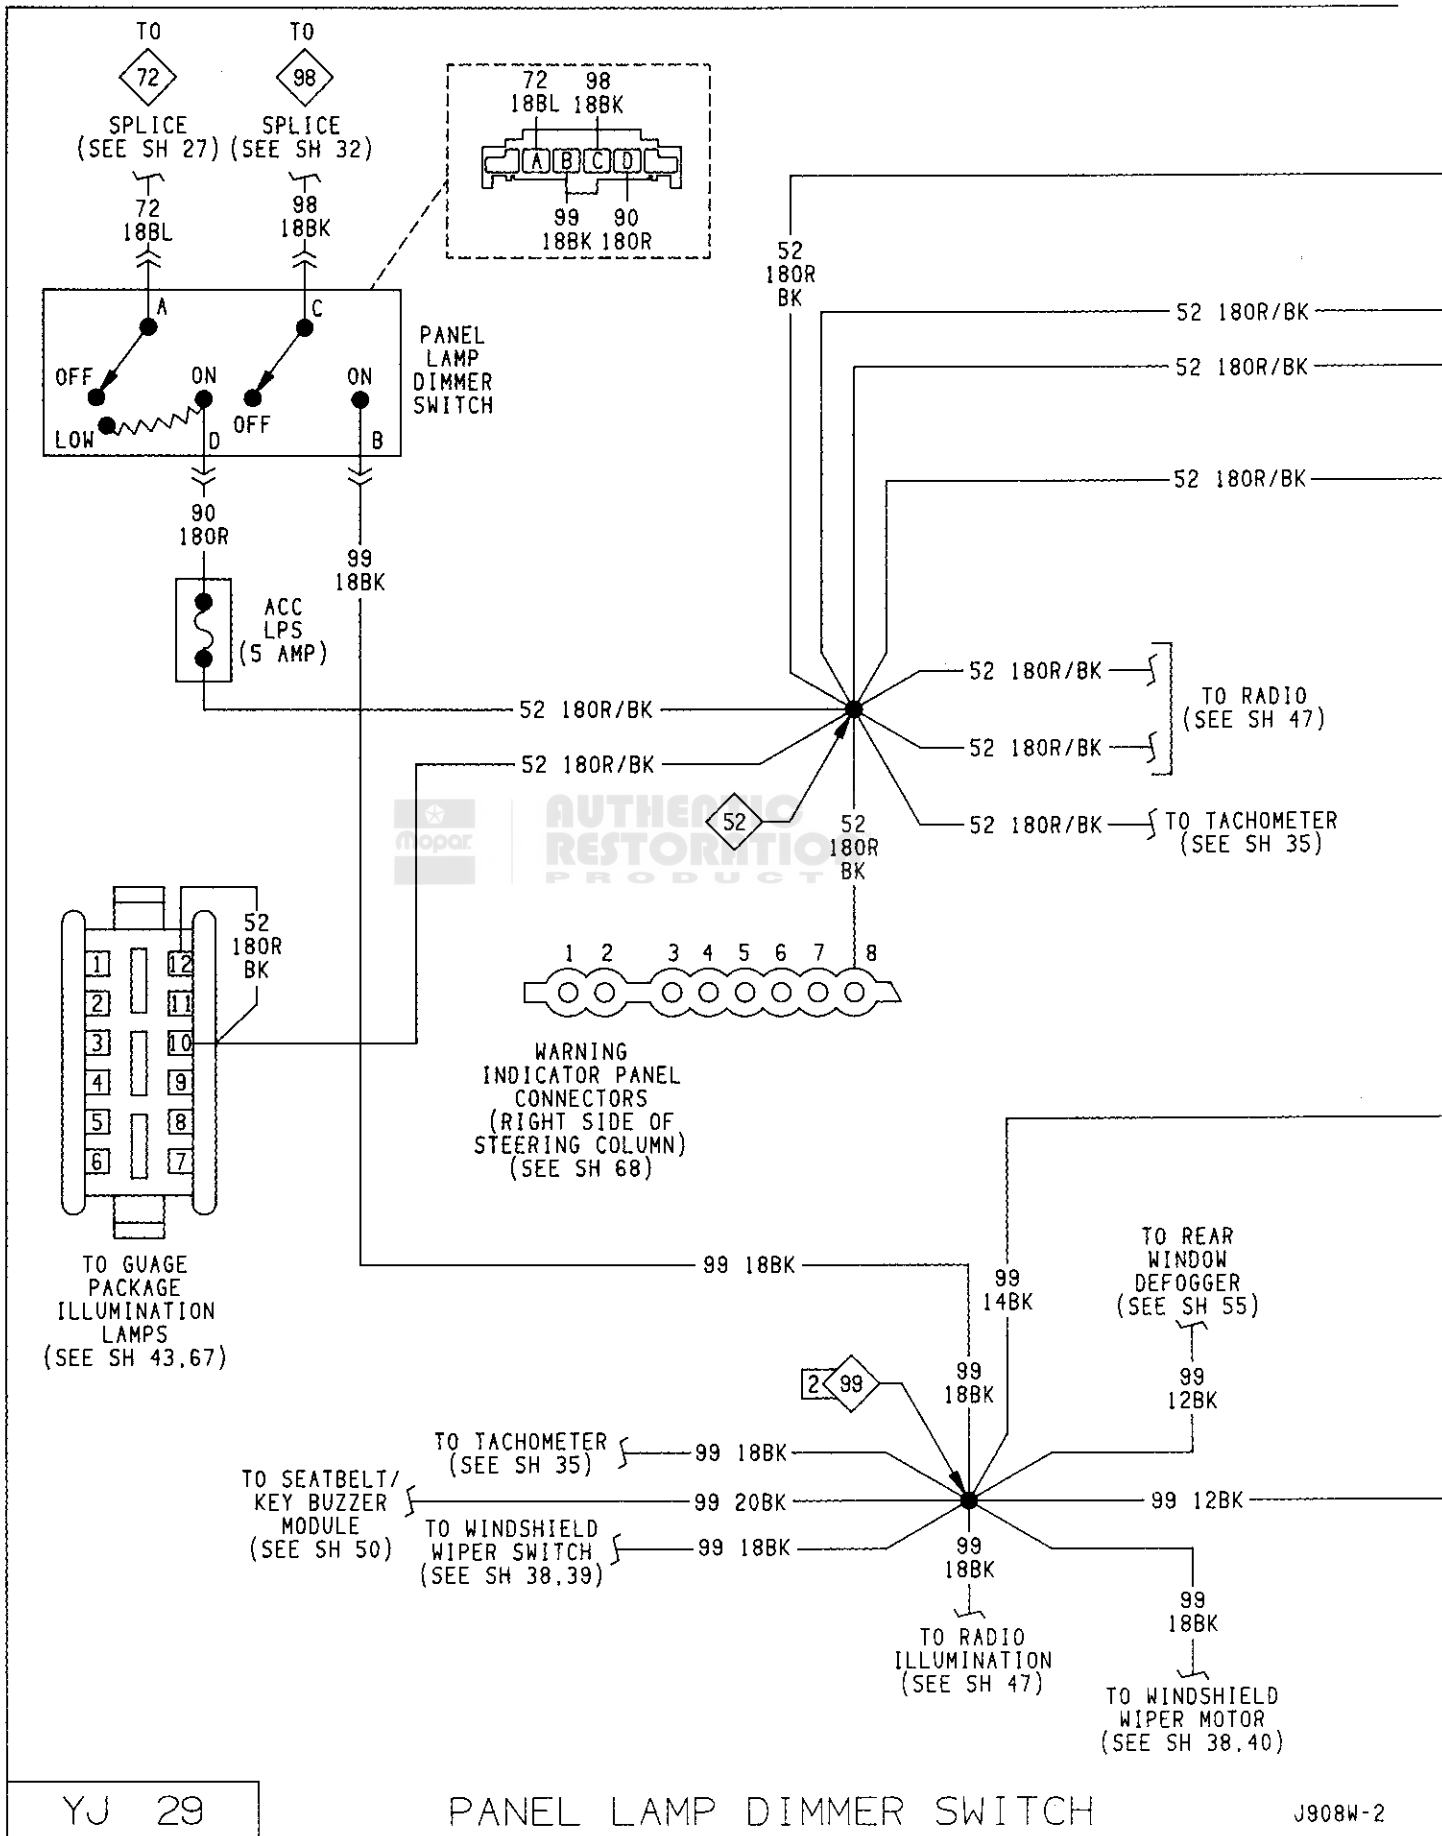 TO
72
SPLICE
(SEE SH 27)
72
18BL
TO
98
SPLICE
(SEE SH 32)
98
18BK
72
18BL
98
18BK
A B C D
99
18BK
90
18OR
A
C
OFF
ON
LOW
D
OFF
ON
B
PANEL
LAMP
DIMMER
SWITCH
90
18OR
99
18BK
ACC
LPS
(5 AMP)
52
18OR
BK
52 18OR/BK
52 18OR/BK
52 18OR/BK
52 18OR/BK
52 18OR/BK
TO RADIO
(SEE SH 47)
52 18OR/BK
52 18OR/BK
52 18OR/BK
TO TACHOMETER
(SEE SH 35)
52
52
18OR
BK
Mopar
AUTHENTIC
RESTORATION
PRODUCT
52
18OR
BK
1
2
3
4
5
6
12
11
10
9
8
7
TO GUAGE
PACKAGE
ILLUMINATION
LAMPS
(SEE SH 43,67)
1 2 3 4 5 6 7 8
WARNING
INDICATOR PANEL
CONNECTORS
(RIGHT SIDE OF
STEERING COLUMN)
(SEE SH 68)
99 18BK
99
14BK
TO REAR
WINDOW
DEFOGGER
(SEE SH 55)
99
12BK
2 99
99
18BK
TO TACHOMETER
(SEE SH 35)
99 18BK
TO SEATBELT/
KEY BUZZER
MODULE
(SEE SH 50)
99 20BK
99 12BK
TO WINDSHIELD
WIPER SWITCH
(SEE SH 38,39)
99 18BK
99
18BK
TO RADIO
ILLUMINATION
(SEE SH 47)
99
18BK
TO WINDSHIELD
WIPER MOTOR
(SEE SH 38,40)
YJ 29
PANEL LAMP DIMMER SWITCH
J908W-2